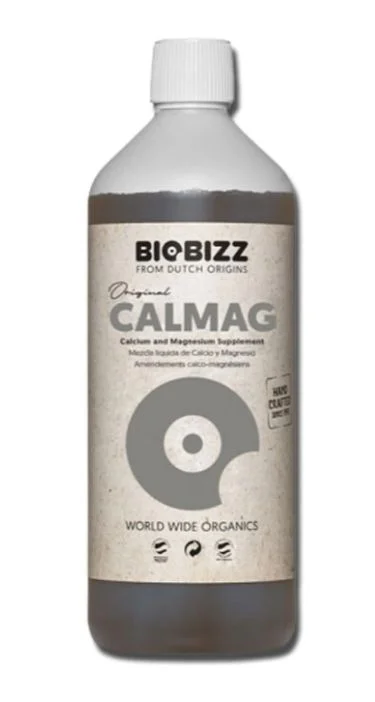 BIOBIZZ
FROM DUTCH ORIGINS
Original
CALMAG
Calcium and Magnesium Supplement
Mezcla líquida de Calcio y Magnesio
Amendements calco-magnésiens
HAND
CRAFTED
WORLD WIDE ORGANICS